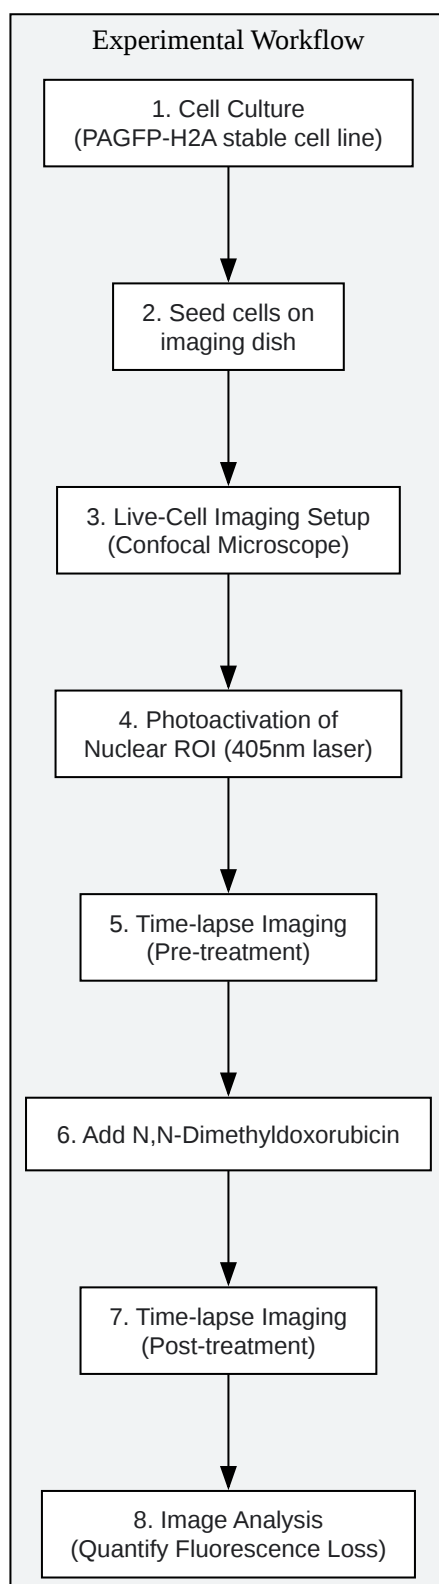 Experimental Workflow
1. Cell Culture
(PAGFP-H2A stable cell line)
2. Seed cells on
imaging dish
3. Live-Cell Imaging Setup
(Confocal Microscope)
4. Photoactivation of
Nuclear ROI (405nm laser)
5. Time-lapse Imaging
(Pre-treatment)
6. Add N,N-Dimethyldoxorubicin
7. Time-lapse Imaging
(Post-treatment)
8. Image Analysis
(Quantify Fluorescence Loss)